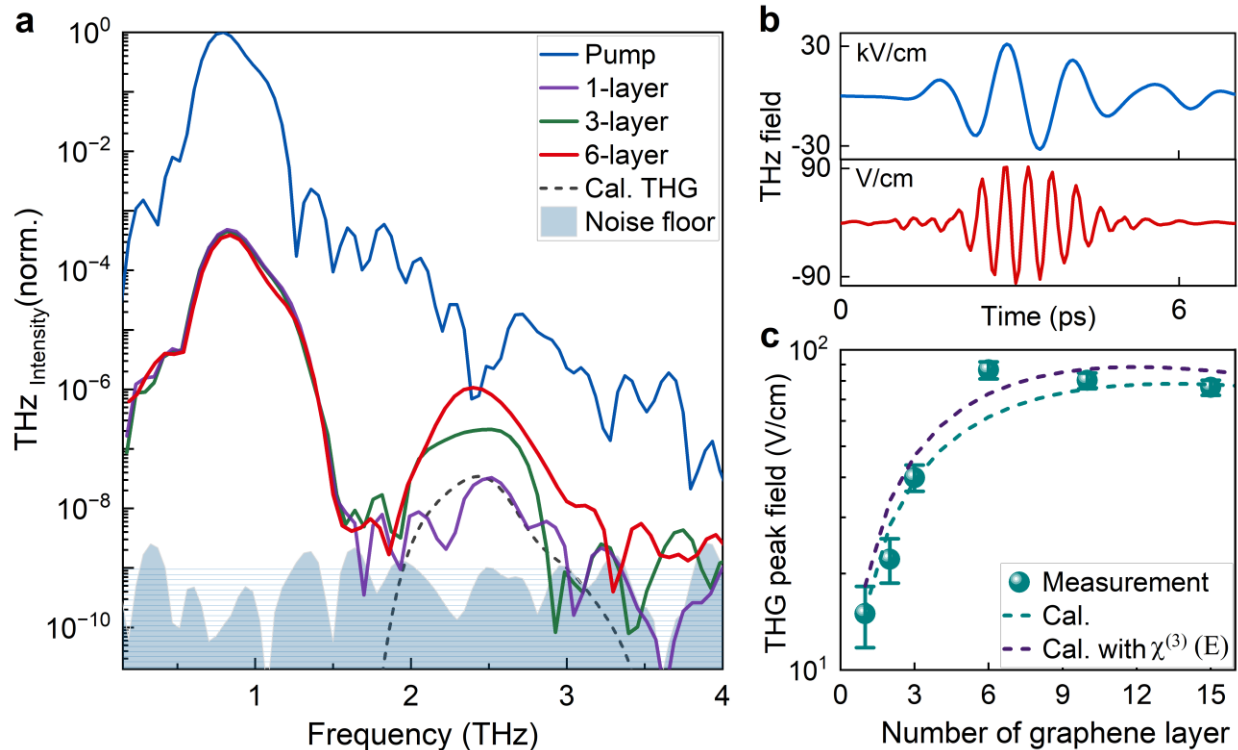 a
THz Intensity(norm.)
10^0
10^-2
10^-4
10^-6
10^-8
10^-10
Pump
1-layer
3-layer
6-layer
Cal. THG
Noise floor
1
2
3
4
Frequency (THz)
b
THz field
30
kV/cm
-30
90
V/cm
-90
0
6
Time (ps)
c
THG peak field (V/cm)
10^2
10^1
Measurement
Cal.
Cal. with χ^(3) (E)
0
3
6
9
12
15
Number of graphene layer